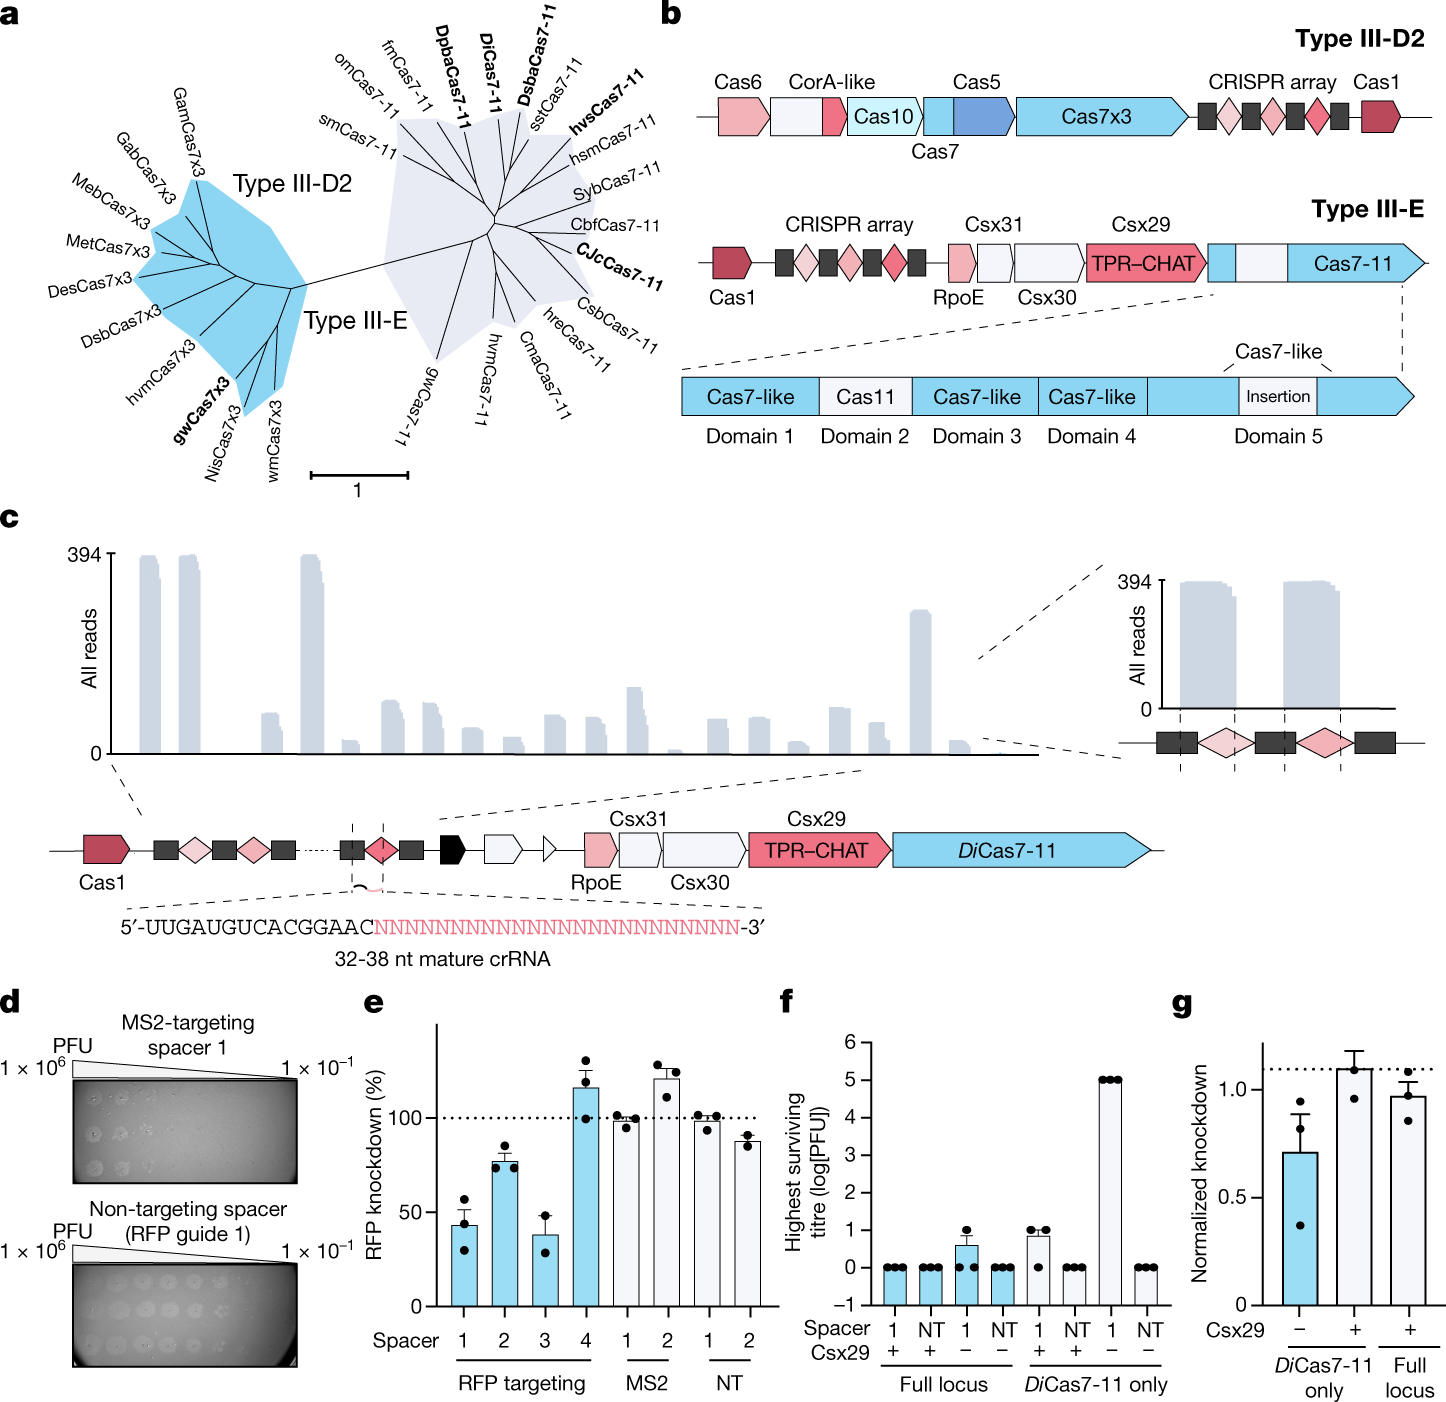 a
GamCas7x3
GabCas7x3
MebCas7x3
MetCas7x3
DesCas7x3
DsbCas7x3
hvmCas7x3
gwCas7x3
NisCas7x3
wmCas7x3
Type III-D2
Type III-E
smCas7-11
omCas7-11
fmCas7-11
DpbaCas7-11
DiCas7-11
DsbaCas7-11
sstCas7-11
hvsCas7-11
hsmCas7-11
SybCas7-11
CbfCas7-11
CJcCas7-11
CsbCas7-11
hreCas7-11
CmaCas7-11
hvmCas7-11
gwCas7-11
1
b
Type III-D2
Cas6 CorA-like Cas5 CRISPR array Cas1
Cas10 Cas7x3
Cas7
Type III-E
CRISPR array Csx31 Csx29
TPR–CHAT Cas7-11
Cas1 RpoE Csx30
Cas7-like
Cas7-like Cas11 Cas7-like Cas7-like Insertion
Domain 1 Domain 2 Domain 3 Domain 4 Domain 5
c
394
All reads
0
394
All reads
0
Csx31 Csx29
TPR–CHAT DiCas7-11
Cas1 RpoE Csx30
5′-UUGAUGUCACGGAACNNNNNNNNNNNNNNNNNNNNNNNN-3′
32-38 nt mature crRNA
d
MS2-targeting
spacer 1
PFU
1 × 10⁶ 1 × 10⁻¹
Non-targeting spacer
(RFP guide 1)
PFU
1 × 10⁶ 1 × 10⁻¹
e
RFP knockdown (%)
100
50
0
Spacer 1 2 3 4 1 2 1 2
RFP targeting MS2 NT
f
Highest surviving
titre (log[PFU])
6
5
4
3
2
1
0
–1
Spacer 1 NT 1 NT 1 NT 1 NT
Csx29 + + – – + + – –
Full locus DiCas7-11 only
g
Normalized knockdown
1.0
0.5
0
Csx29 – + +
DiCas7-11 only
Full locus